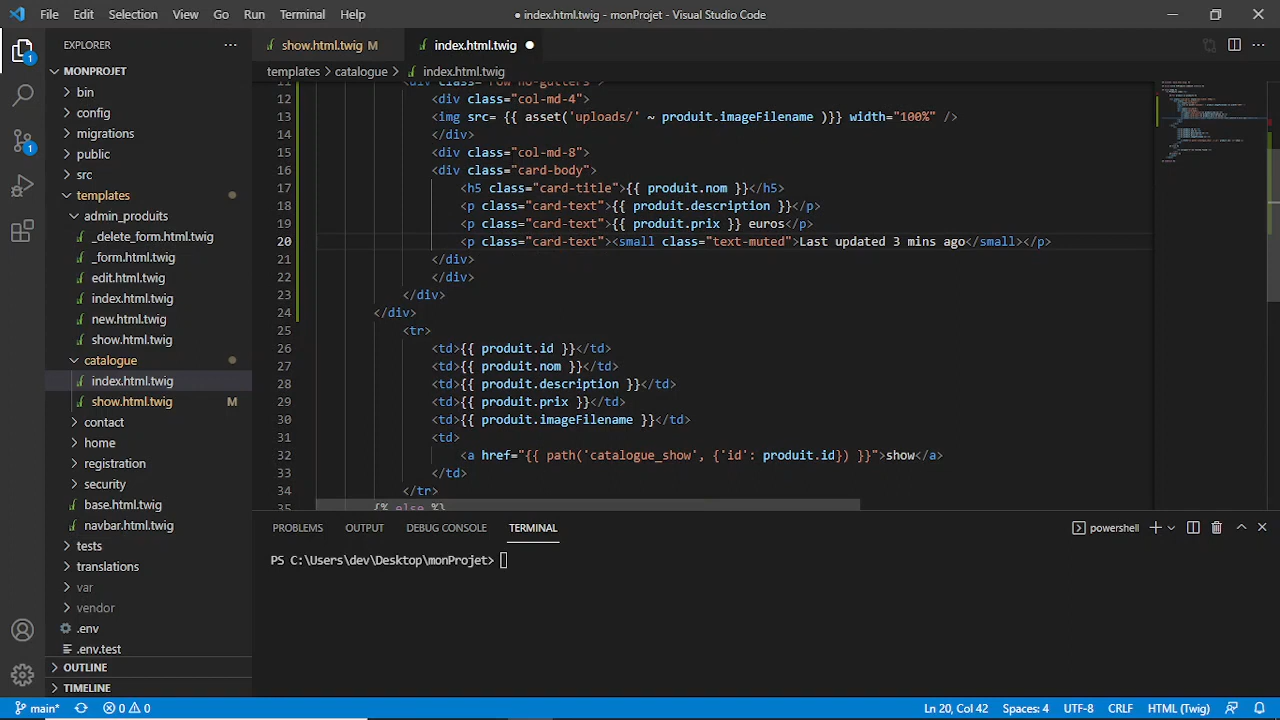 File Edit Selection View Go Run Terminal Help
● index.html.twig - monProjet - Visual Studio Code
EXPLORER
show.html.twig M
index.html.twig
MONPROJET
templates > catalogue > index.html.twig
1
bin
config
migrations
public
src
templates
admin_produits
_delete_form.html.twig
_form.html.twig
edit.html.twig
index.html.twig
new.html.twig
show.html.twig
catalogue
index.html.twig
show.html.twig M
contact
home
registration
security
base.html.twig
navbar.html.twig
tests
translations
var
vendor
.env
.env.test
OUTLINE
TIMELINE
1
12 <div class="col-md-4">
13 asset('uploads/' ~ produit.imageFilename )}} width="100%" />
14 </div>
15 <div class="col-md-8">
16 <div class="card-body">
17 <h5 class="card-title">{{ produit.nom }}</h5>
18 <p class="card-text">{{ produit.description }}</p>
19 <p class="card-text">{{ produit.prix }} euros</p>
20 <p class="card-text"><small class="text-muted">Last updated 3 mins ago</small></p>
21 </div>
22 </div>
23 </div>
24 </div>
25 <tr>
26 <td>{{ produit.id }}</td>
27 <td>{{ produit.nom }}</td>
28 <td>{{ produit.description }}</td>
29 <td>{{ produit.prix }}</td>
30 <td>{{ produit.imageFilename }}</td>
31 <td>
32 <a href="{{ path('catalogue_show', {'id': produit.id}) }}">show</a>
33 </td>
34 </tr>
35 {% else %}
PROBLEMS OUTPUT DEBUG CONSOLE TERMINAL
powershell
PS C:\Users\dev\Desktop\monProjet>
main* 0 0
Ln 20, Col 42 Spaces: 4 UTF-8 CRLF HTML (Twig)